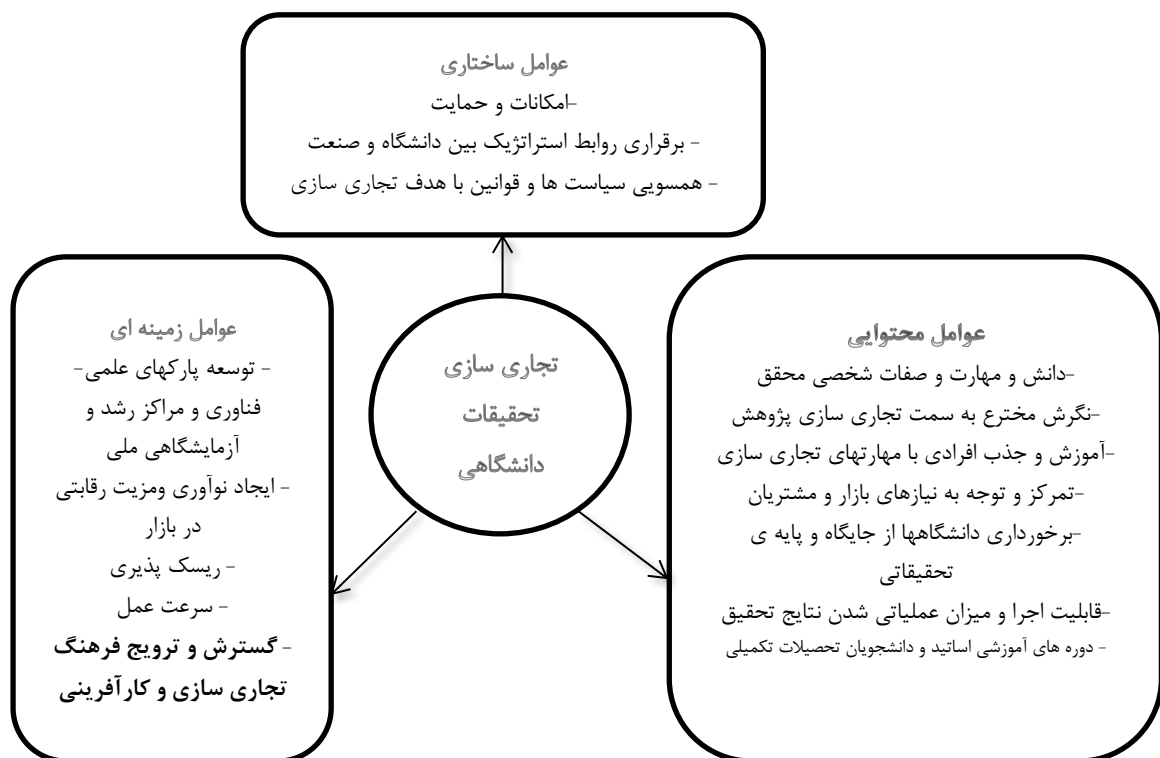 عوامل ساختاری
-امکانات و حمایت
- برقراری روابط استراتژیک بین دانشگاه و صنعت
- همسویی سیاست ها و قوانین با هدف تجاری سازی
تجاری سازی
تحقیقات
دانشگاهی
عوامل محتوایی
-دانش و مهارت و صفات شخصی محقق
-نگرش مخترع به سمت تجاری سازی پژوهش
-آموزش و جذب افرادی با مهارتهای تجاری سازی
-تمرکز و توجه به نیازهای بازار و مشتریان
-برخورداری دانشگاهها از جایگاه و پایه ی
تحقیقاتی
-قابلیت اجرا و میزان عملیاتی شدن نتایج تحقیق
- دوره های آموزشی اساتید و دانشجویان تحصیلات تکمیلی
عوامل زمینه ای
- توسعه پارکهای علمی-
فناوری و مراکز رشد و
آزمایشگاهی ملی
- ایجاد نوآوری ومزیت رقابتی
در بازار
- ریسک پذیری
- سرعت عمل
- گسترش و ترویج فرهنگ
تجاری سازی و کارآفرینی